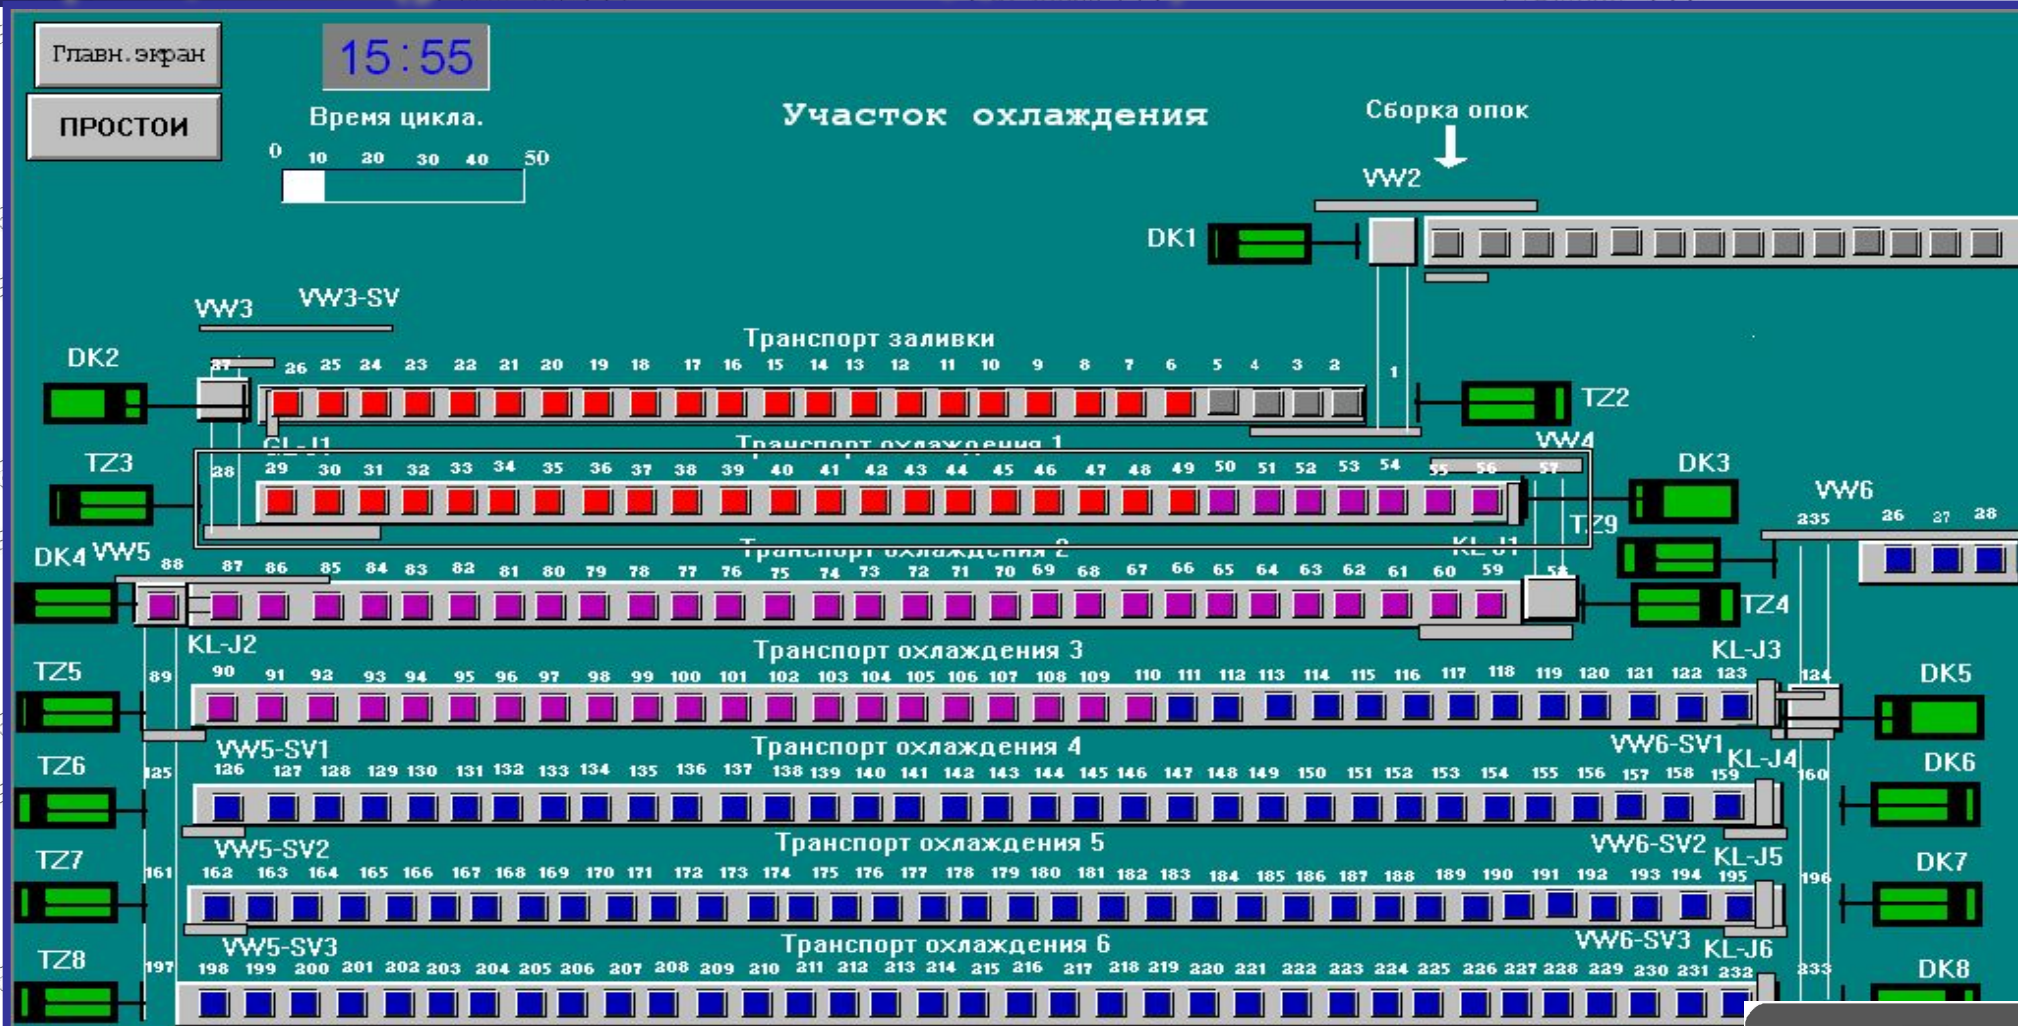 Главн.экран
15:55
ПРОСТОИ
Время цикла.
0 10 20 30 40 50
Участок охлаждения
Сборка опок
VW2
DK1
VW3 VW3-SV
Транспорт заливки
DK2
27 26 25 24 23 22 21 20 19 18 17 16 15 14 13 12 11 10 9 8 7 6 5 4 3 2 1
TZ2
GL-J1
Транспорт охлаждения 1
VW4
TZ3
28 29 30 31 32 33 34 35 36 37 38 39 40 41 42 43 44 45 46 47 48 49 50 51 52 53 54 55 56 57
DK3
VW6
235 26 27 28
TZ9
DK4 VW5
Транспорт охлаждения 2
KL-J1
88 87 86 85 84 83 82 81 80 79 78 77 76 75 74 73 72 71 70 69 68 67 66 65 64 63 62 61 60 59 58
TZ4
KL-J2
Транспорт охлаждения 3
KL-J3
TZ5
89 90 91 92 93 94 95 96 97 98 99 100 101 102 103 104 105 106 107 108 109 110 111 112 113 114 115 116 117 118 119 120 121 122 123 124
DK5
VW5-SV1
Транспорт охлаждения 4
VW6-SV1 KL-J4
TZ6
125 126 127 128 129 130 131 132 133 134 135 136 137 138 139 140 141 142 143 144 145 146 147 148 149 150 151 152 153 154 155 156 157 158 159 160
DK6
VW5-SV2
Транспорт охлаждения 5
VW6-SV2 KL-J5
TZ7
161 162 163 164 165 166 167 168 169 170 171 172 173 174 175 176 177 178 179 180 181 182 183 184 185 186 187 188 189 190 191 192 193 194 195 196
DK7
VW5-SV3
Транспорт охлаждения 6
VW6-SV3 KL-J6
TZ8
197 198 199 200 201 202 203 204 205 206 207 208 209 210 211 212 213 214 215 216 217 218 219 220 221 222 223 224 225 226 227 228 229 230 231 232 233
DK8